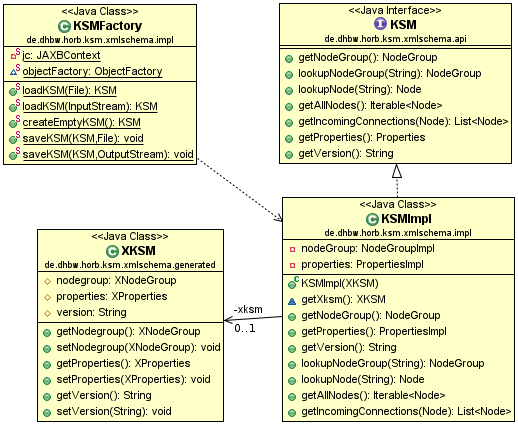 <<Java Class>>
KSMFactory
de.dhbw.horb.ksm.xmlschema.impl
jc: JAXBContext
objectFactory: ObjectFactory
loadKSM(File): KSM
loadKSM(InputStream): KSM
createEmptyKSM(): KSM
saveKSM(KSM,File): void
saveKSM(KSM,OutputStream): void
<<Java Interface>>
KSM
de.dhbw.horb.ksm.xmlschema.api
getNodeGroup(): NodeGroup
lookupNodeGroup(String): NodeGroup
lookupNode(String): Node
getAllNodes(): Iterable<Node>
getIncomingConnections(Node): List<Node>
getProperties(): Properties
getVersion(): String
<<Java Class>>
XKSM
de.dhbw.horb.ksm.xmlschema.generated
nodegroup: XNodeGroup
properties: XProperties
version: String
getNodegroup(): XNodeGroup
setNodegroup(XNodeGroup): void
getProperties(): XProperties
setProperties(XProperties): void
getVersion(): String
setVersion(String): void
-xksm
0..1
<<Java Class>>
KSMImpl
de.dhbw.horb.ksm.xmlschema.impl
nodeGroup: NodeGroupImpl
properties: PropertiesImpl
KSMImpl(XKSM)
getXksm(): XKSM
getNodeGroup(): NodeGroup
getProperties(): PropertiesImpl
getVersion(): String
lookupNodeGroup(String): NodeGroup
lookupNode(String): Node
getAllNodes(): Iterable<Node>
getIncomingConnections(Node): List<Node>